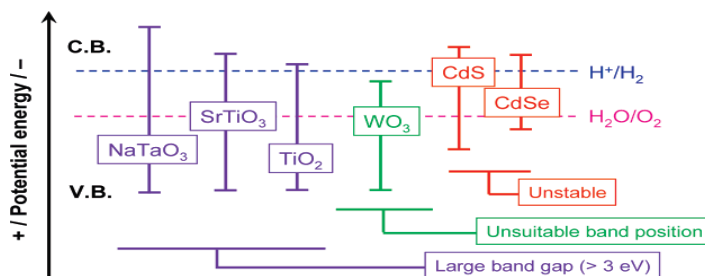 + / Potential energy / –
C.B.
V.B.
H⁺/H₂
H₂O/O₂
NaTaO₃
SrTiO₃
TiO₂
WO₃
CdS
CdSe
Unstable
Unsuitable band position
Large band gap (> 3 eV)